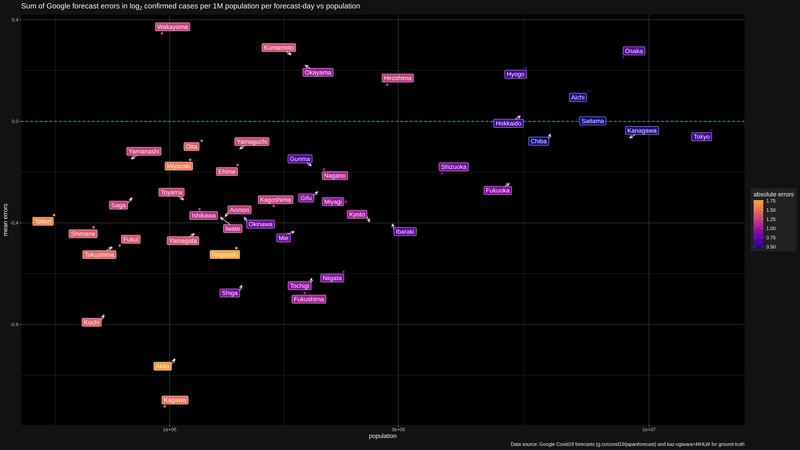 Sum of Google forecast errors in log2 confirmed cases per 1M population per forecast-day vs population
0.4
Wakayama
Kumamoto
Osaka
Okayama
Hyogo
Hiroshima
Aichi
0.0
Hokkaido
Saitama
Kanagawa
Tokyo
Chiba
Yamaguchi
Oita
Yamanashi
Gunma
Miyazaki
Ehime
Shizuoka
Nagano
Fukuoka
Toyama
Kagoshima
Gifu
Miyagi
Saga
Aomori
Ishikawa
Kyoto
-0.4
Tottori
Okinawa
Iwate
Ibaraki
Shimane
Fukui
Yamagata
Mie
Tokushima
Nagasaki
Niigata
Tochigi
Shiga
Fukushima
-0.8
Kochi
Akita
Kagawa
mean errors
absolute errors
1.75
1.50
1.25
1.00
0.75
0.50
1e+06
3e+06
1e+07
population
Data source: Google Covid19 forecasts (g.co/covid19/japanforecast) and kaz-ogiwara+MHLW for ground-truth